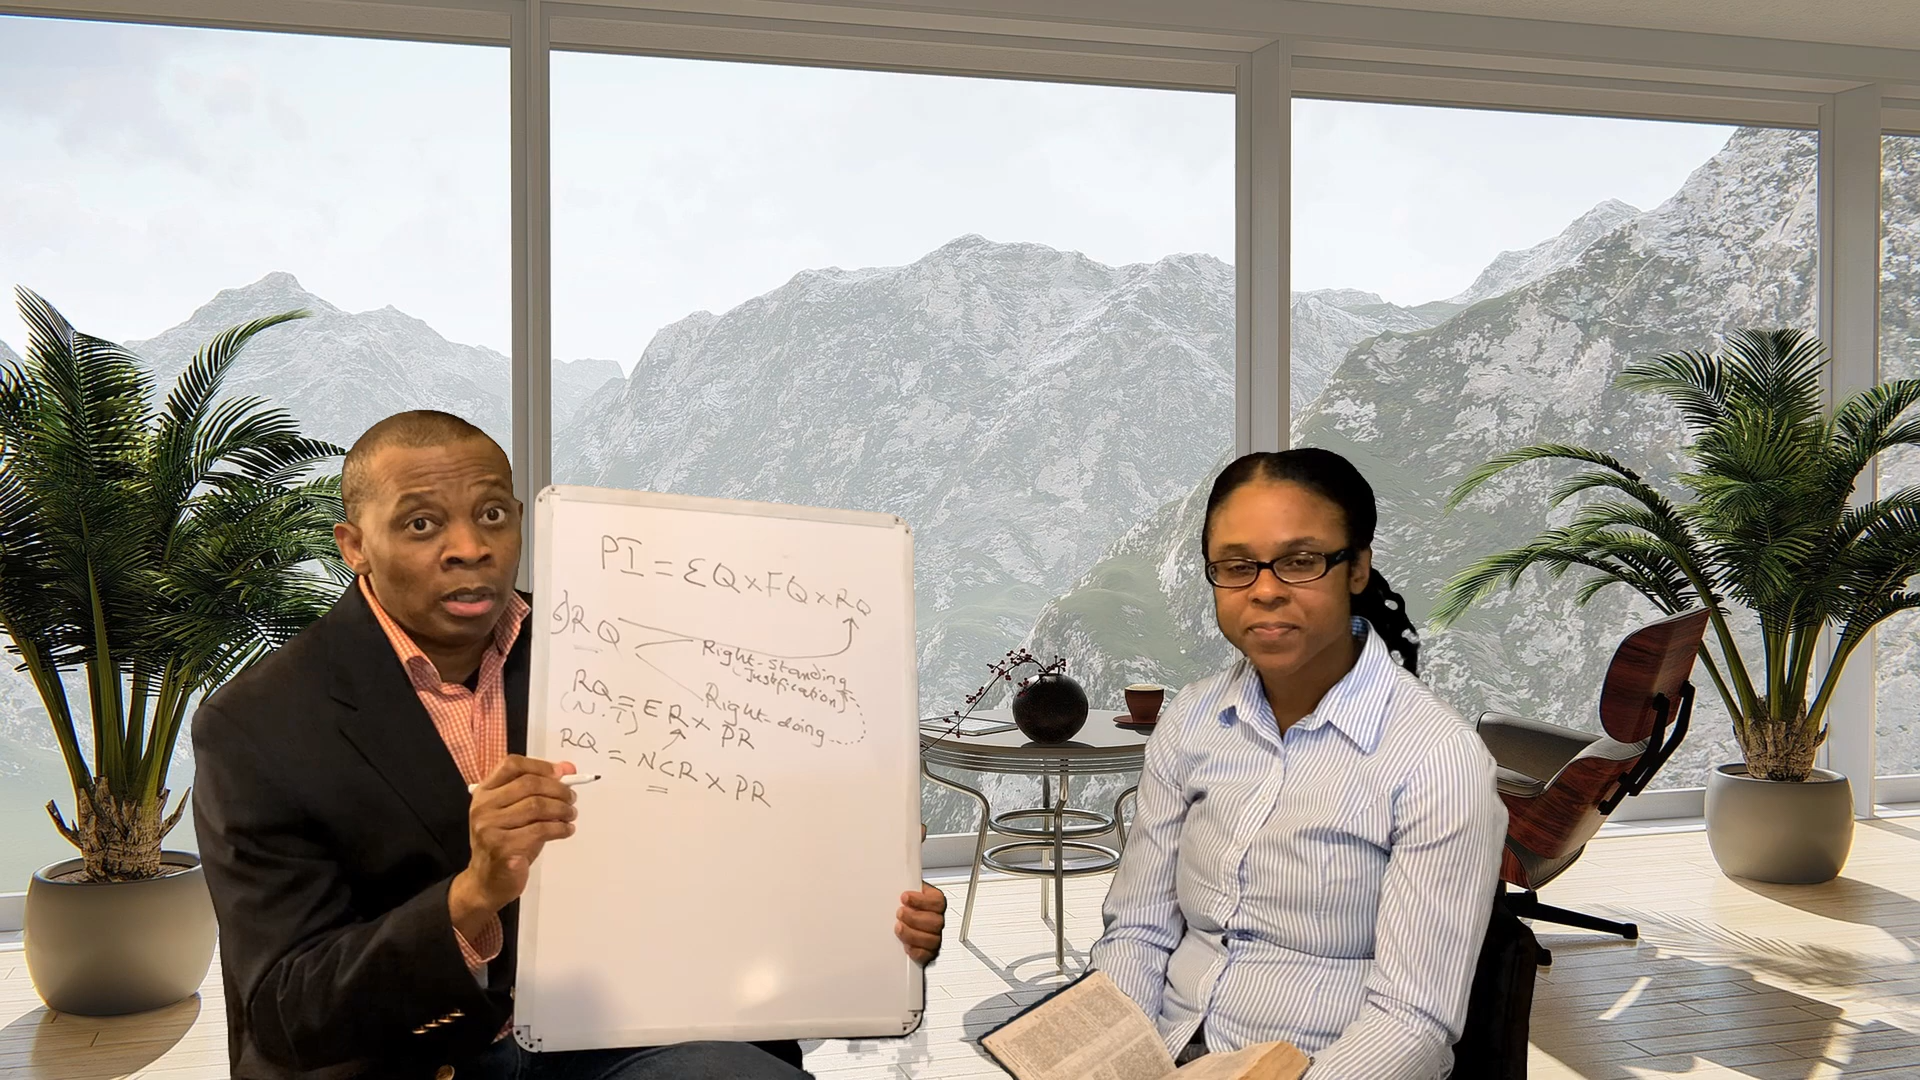 PI = EQ x FQ x RQ
b) RQ
Right-standing
(Justification)
Right-doing
RQ = ER x PR
(N.T)
RQ = NCR x PR